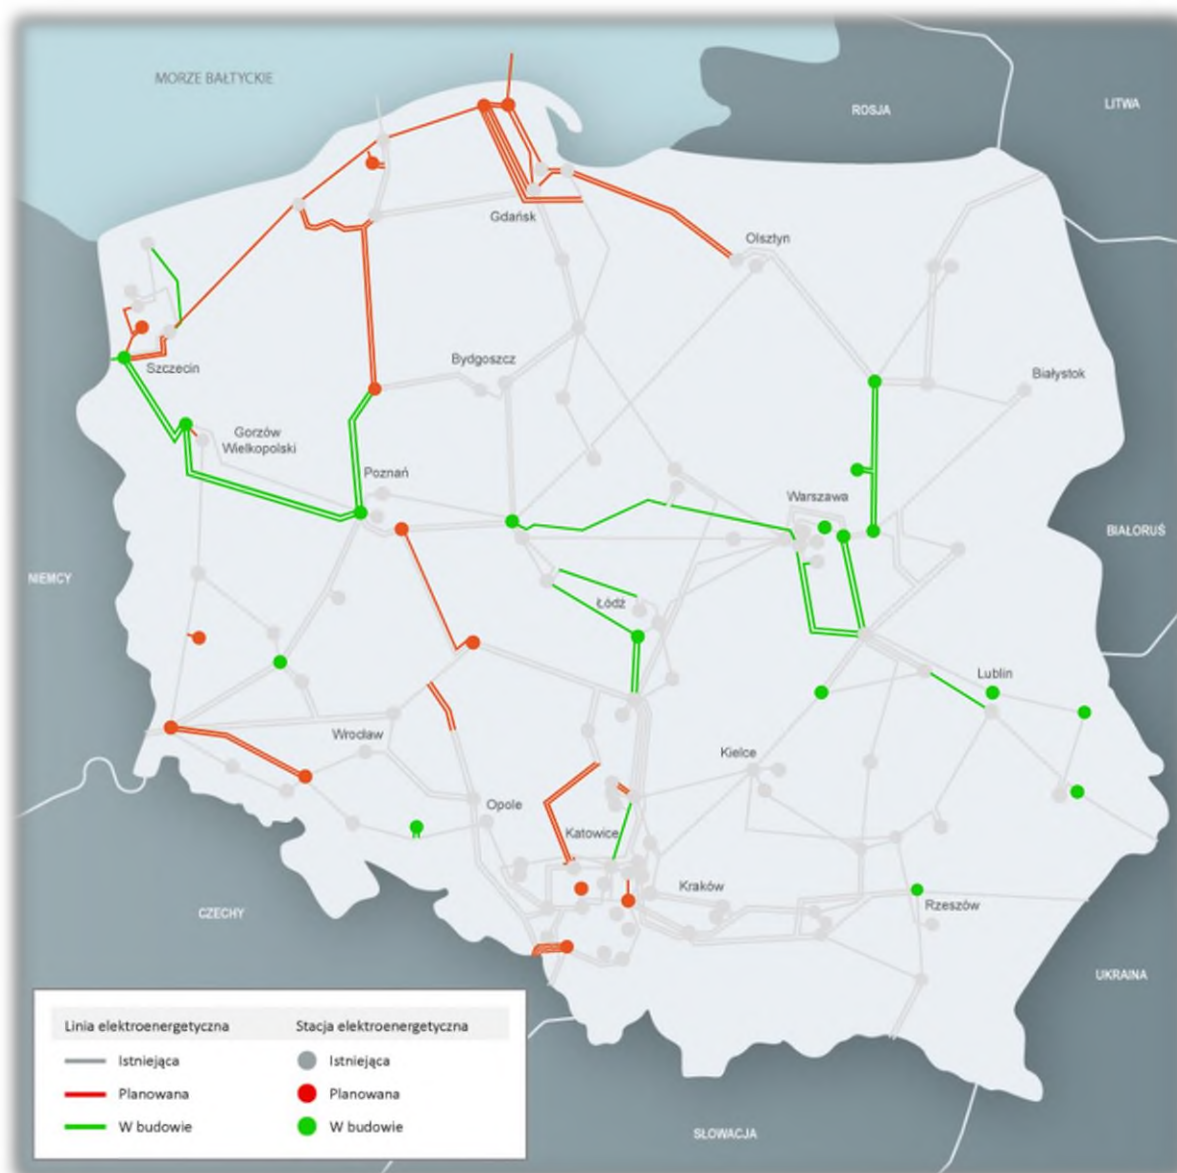 MORZE BAŁTYCKIE
ROSJA
LITWA
Gdańsk
Olsztyn
Szczecin
Bydgoszcz
Białystok
Gorzów
Wielkopolski
Poznań
Warszawa
BIAŁORUŚ
NIEMCY
Łódź
Lublin
Wrocław
Kielce
Opole
Katowice
Kraków
Rzeszów
CZECHY
UKRAINA
SŁOWACJA
Linia elektroenergetyczna
Stacja elektroenergetyczna
Istniejąca
Istniejąca
Planowana
Planowana
W budowie
W budowie